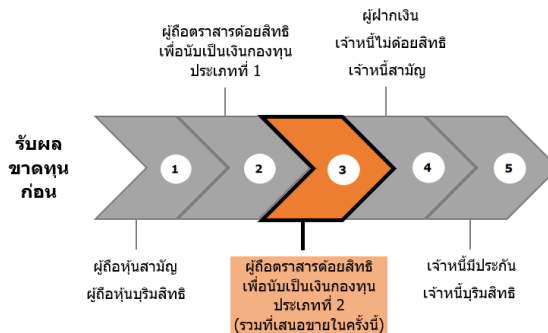 ผู้ถือตราสารด้อยสิทธิ
เพื่อนับเป็นเงินกองทุน
ประเภทที่ 1
ผู้ฝากเงิน
เจ้าหนี้ไม่ด้อยสิทธิ
เจ้าหนี้สามัญ
รับผล
ขาดทุน
ก่อน
1
2
3
4
5
ผู้ถือหุ้นสามัญ
ผู้ถือหุ้นบุริมสิทธิ
ผู้ถือตราสารด้อยสิทธิ
เพื่อนับเป็นเงินกองทุน
ประเภทที่ 2
(รวมที่เสนอขายในครั้งนี้)
เจ้าหนี้มีประกัน
เจ้าหนี้บุริมสิทธิ